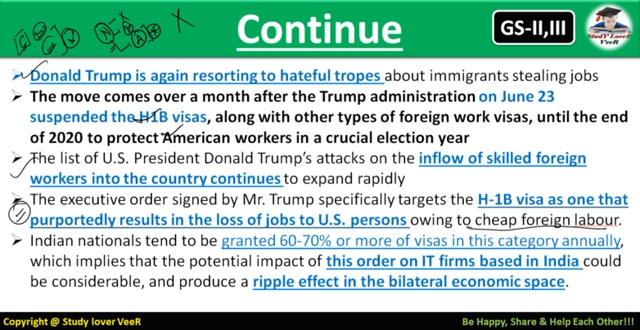 Continue
GS-II,III
StudY LoveR
VeeR
Donald Trump is again resorting to hateful tropes about immigrants stealing jobs
The move comes over a month after the Trump administration on June 23
suspended the H1B visas, along with other types of foreign work visas, until the end
of 2020 to protect American workers in a crucial election year
The list of U.S. President Donald Trump's attacks on the inflow of skilled foreign
workers into the country continues to expand rapidly
The executive order signed by Mr. Trump specifically targets the H-1B visa as one that
purportedly results in the loss of jobs to U.S. persons owing to cheap foreign labour.
Indian nationals tend to be granted 60-70% or more of visas in this category annually,
which implies that the potential impact of this order on IT firms based in India could
be considerable, and produce a ripple effect in the bilateral economic space.
Copyright @ Study lover VeeR
Be Happy, Share & Help Each Other!!!